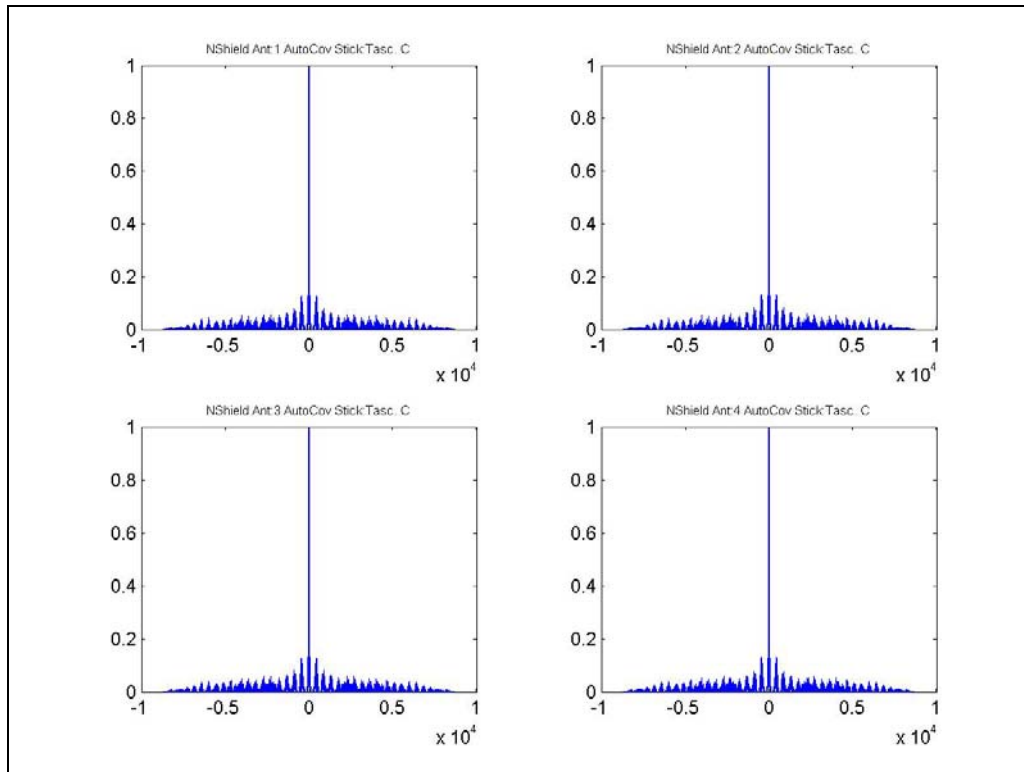 NShield Ant:1 AutoCov Stick:Tasc. C
1
0.8
0.6
0.4
0.2
0
-1 -0.5 0 0.5 1
x 10^4
NShield Ant:2 AutoCov Stick:Tasc. C
1
0.8
0.6
0.4
0.2
0
-1 -0.5 0 0.5 1
x 10^4
NShield Ant:3 AutoCov Stick:Tasc. C
1
0.8
0.6
0.4
0.2
0
-1 -0.5 0 0.5 1
x 10^4
NShield Ant:4 AutoCov Stick:Tasc. C
1
0.8
0.6
0.4
0.2
0
-1 -0.5 0 0.5 1
x 10^4